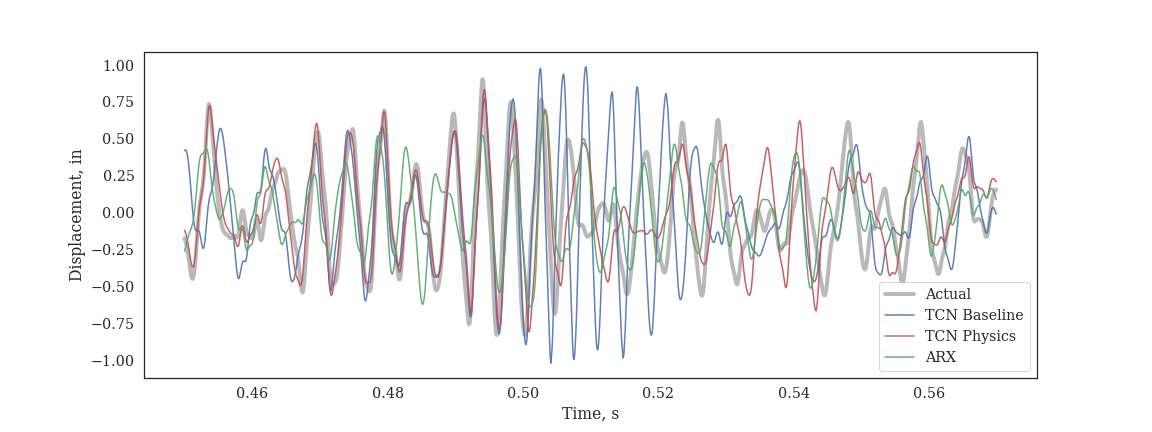 1.00
0.75
0.50
0.25
0.00
−0.25
−0.50
−0.75
−1.00
Displacement, in
0.46 0.48 0.50 0.52 0.54 0.56
Time, s
Actual
TCN Baseline
TCN Physics
ARX